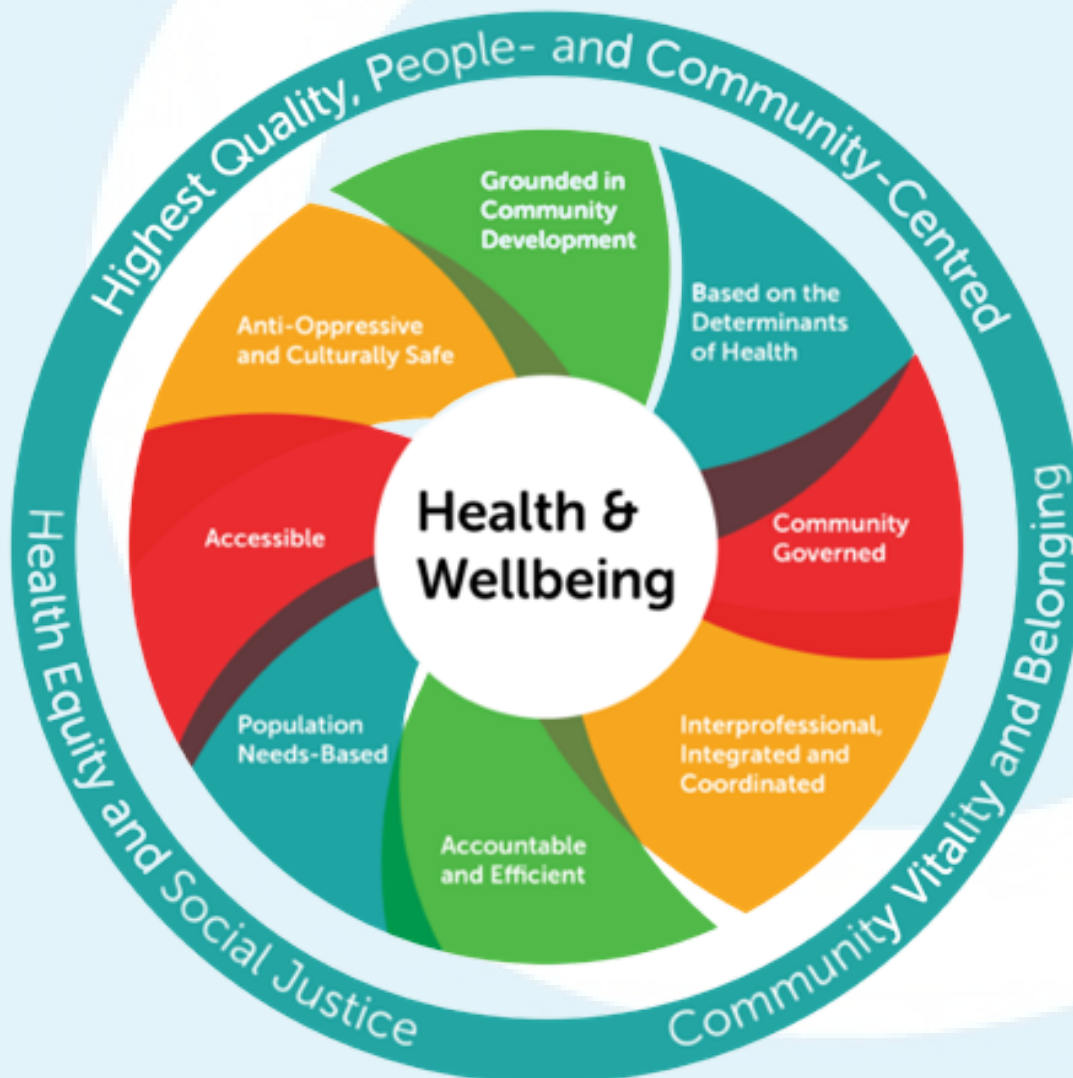 Highest Quality, People- and Community-Centred
Grounded in
Community
Development
Based on the
Determinants
of Health
Anti-Oppressive
and Culturally Safe
Health &
Wellbeing
Accessible
Community
Governed
Population
Needs-Based
Interprofessional,
Integrated and
Coordinated
Accountable
and Efficient
Health Equity and Social Justice
Community Vitality and Belonging